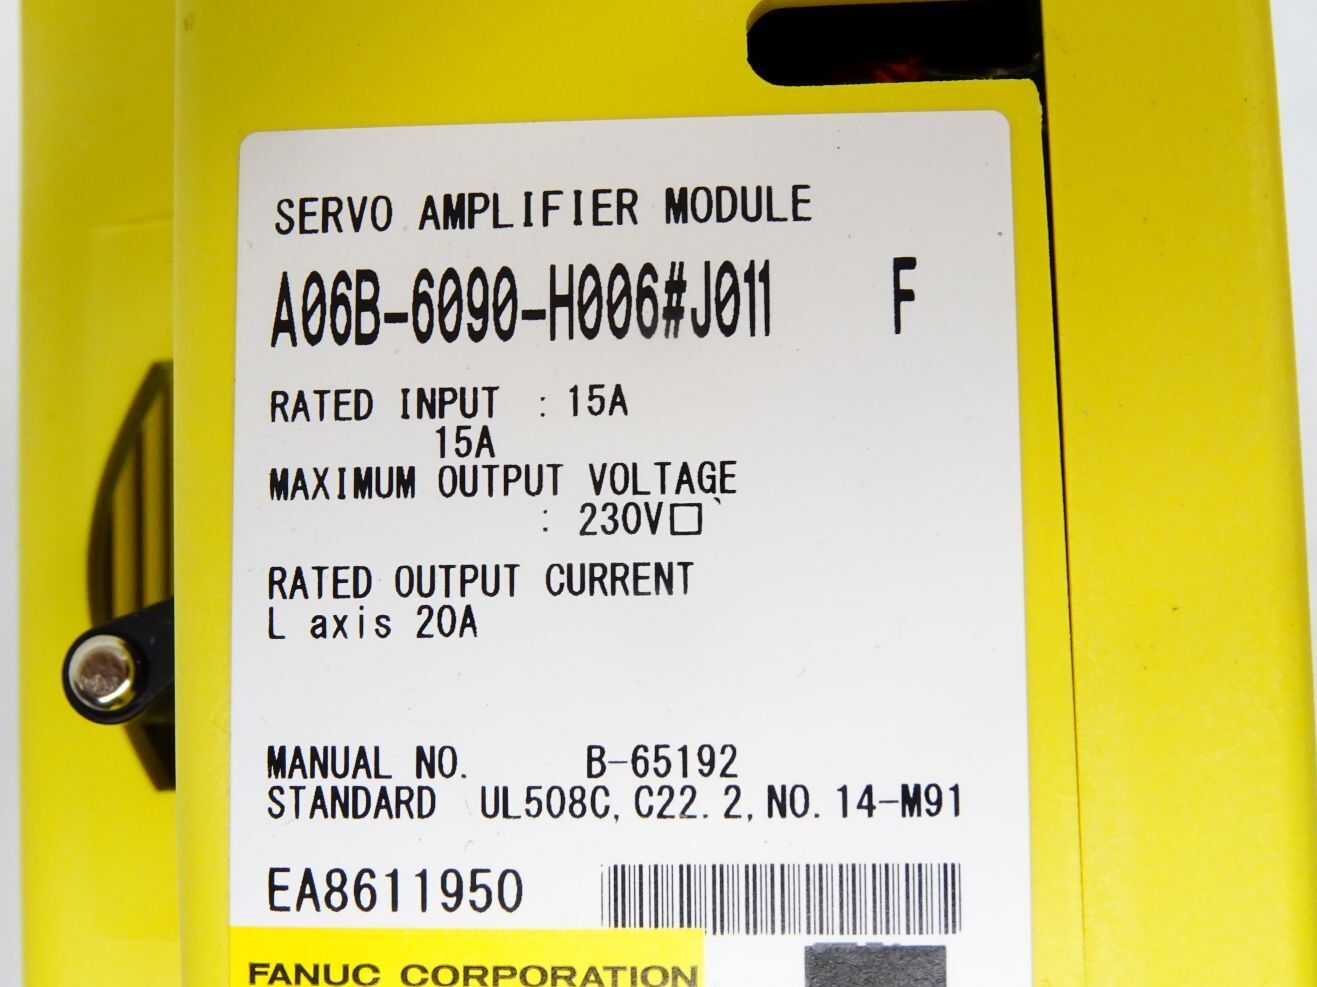 SERVO AMPLIFIER MODULE
A06B-6090-H006#J011 F
RATED INPUT : 15A
15A
MAXIMUM OUTPUT VOLTAGE
: 230V□
RATED OUTPUT CURRENT
L axis 20A
MANUAL NO. B-65192
STANDARD UL508C, C22.2, NO.14-M91
EA8611950
FANUC CORPORATION